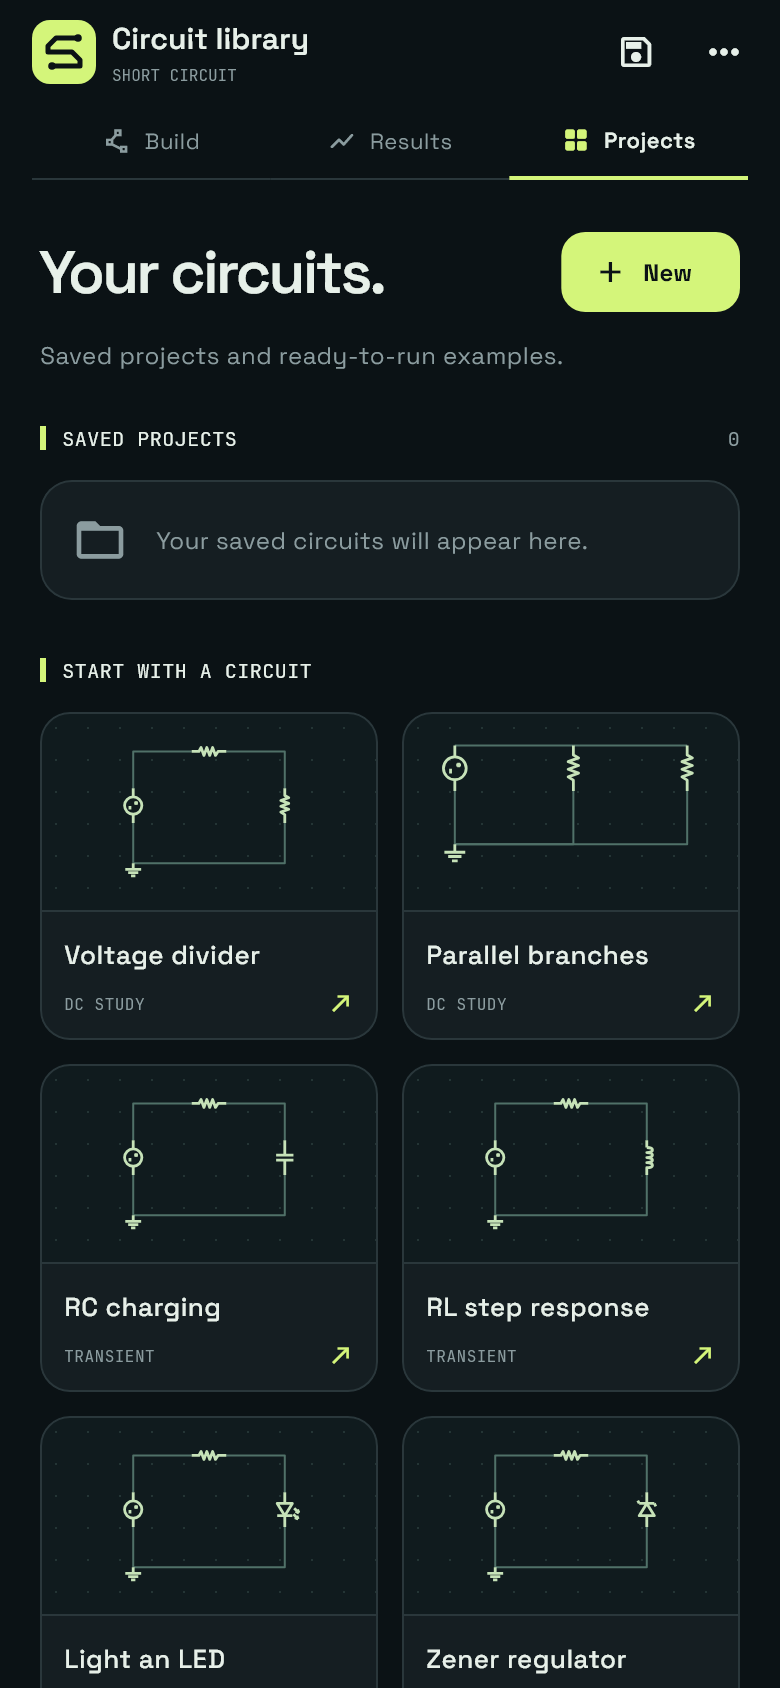 Circuit library
SHORT CIRCUIT
Build
Results
Projects
Your circuits.
New
Saved projects and ready-to-run examples.
SAVED PROJECTS
0
Your saved circuits will appear here.
START WITH A CIRCUIT
Voltage divider
DC STUDY
Parallel branches
DC STUDY
RC charging
TRANSIENT
RL step response
TRANSIENT
Light an LED
Zener regulator